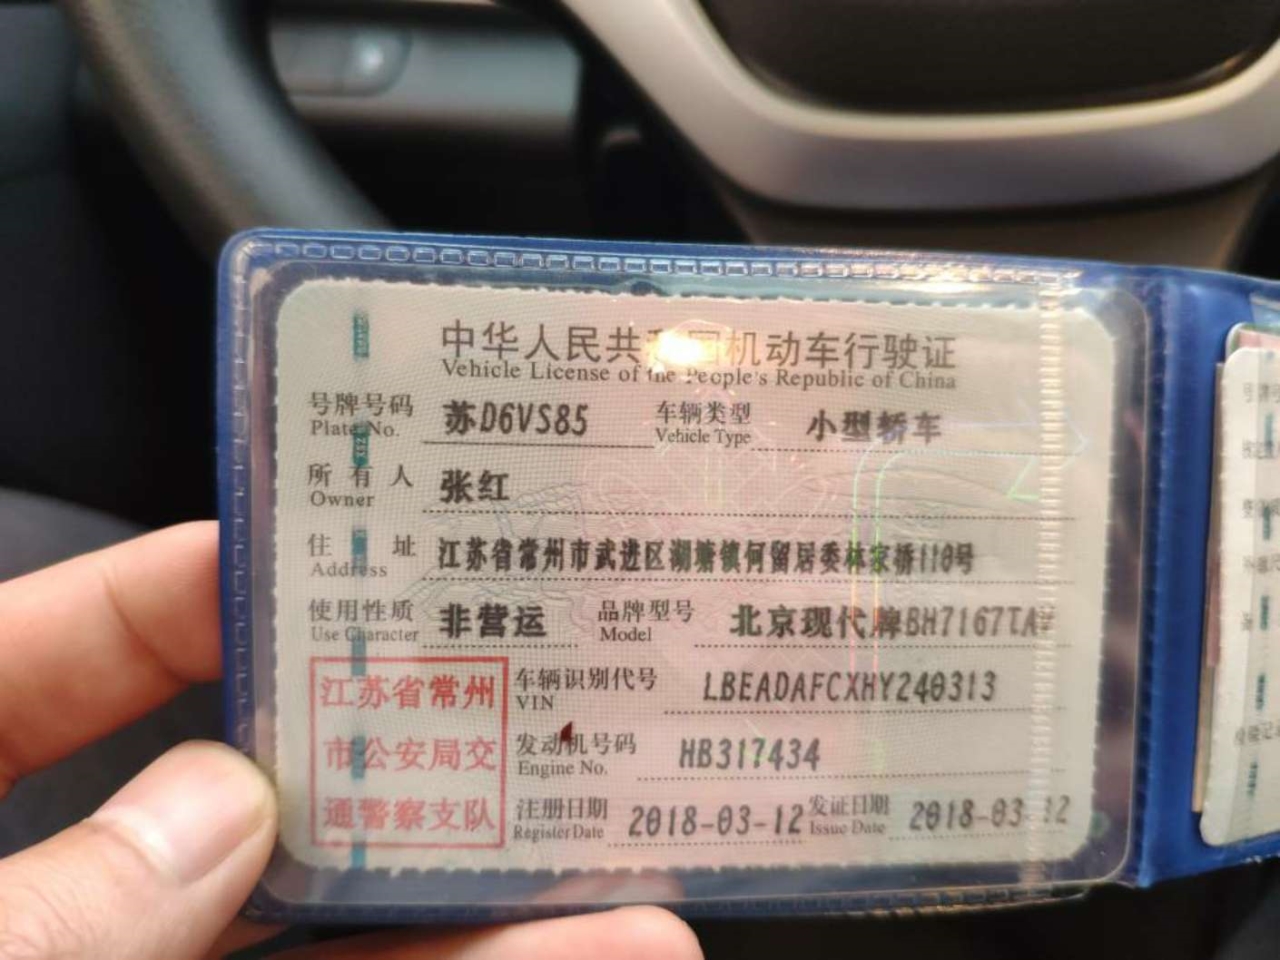 中华人民共和国机动车行驶证
Vehicle License of the People's Republic of China
号牌号码 苏D6VS85 车辆类型 小型轿车
Plate No. Vehicle Type
所有人 张红
Owner
住址 江苏省常州市武进区湖塘镇何留居委林家桥110号
Address
使用性质 非营运 品牌型号 北京现代牌BH7167TAV
Use Character Model
江苏省常州 车辆识别代号 LBEADAFCXHY240313
VIN
市公安局交 发动机号码 HB317434
Engine No.
通警察支队 注册日期 2018-03-12 发证日期 2018-03-12
Register Date Issue Date